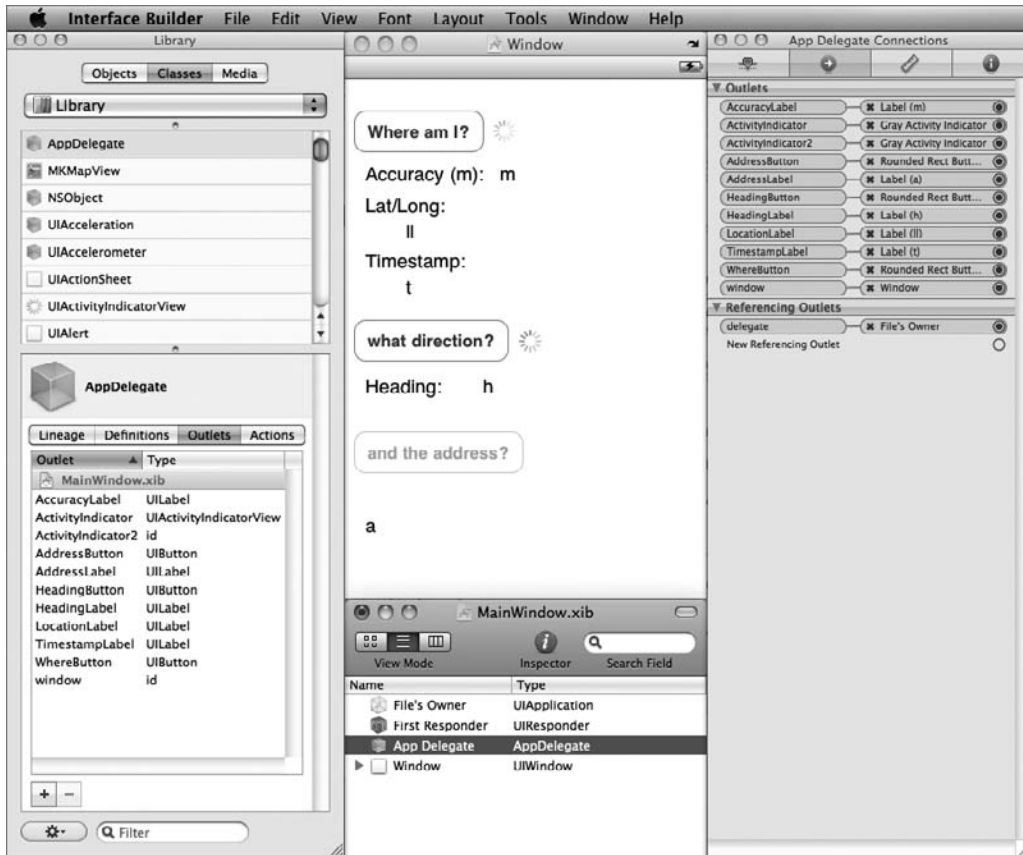 Interface Builder File Edit View Font Layout Tools Window Help
Library
Objects Classes Media
Library
AppDelegate
MKMapView
NSObject
UIAcceleration
UIAccelerometer
UIActionSheet
UIActivityIndicatorView
UIAlert
AppDelegate
Lineage Definitions Outlets Actions
Outlet Type
MainWindow.xib
AccuracyLabel UILabel
ActivityIndicator UIActivityIndicatorView
ActivityIndicator2 id
AddressButton UIButton
AddressLabel UILabel
HeadingButton UIButton
HeadingLabel UILabel
LocationLabel UILabel
TimestampLabel UILabel
WhereButton UIButton
window id
+ −
Filter
Window
Where am I?
Accuracy (m): m
Lat/Long:
ll
Timestamp:
t
what direction?
Heading: h
and the address?
a
MainWindow.xib
View Mode Inspector Search Field
Name Type
File's Owner UIApplication
First Responder UIResponder
App Delegate AppDelegate
Window UIWindow
App Delegate Connections
Outlets
AccuracyLabel Label (m)
ActivityIndicator Gray Activity Indicator
ActivityIndicator2 Gray Activity Indicator
AddressButton Rounded Rect Butt...
AddressLabel Label (a)
HeadingButton Rounded Rect Butt...
HeadingLabel Label (h)
LocationLabel Label (ll)
TimestampLabel Label (t)
WhereButton Rounded Rect Butt...
window Window
Referencing Outlets
delegate File's Owner
New Referencing Outlet